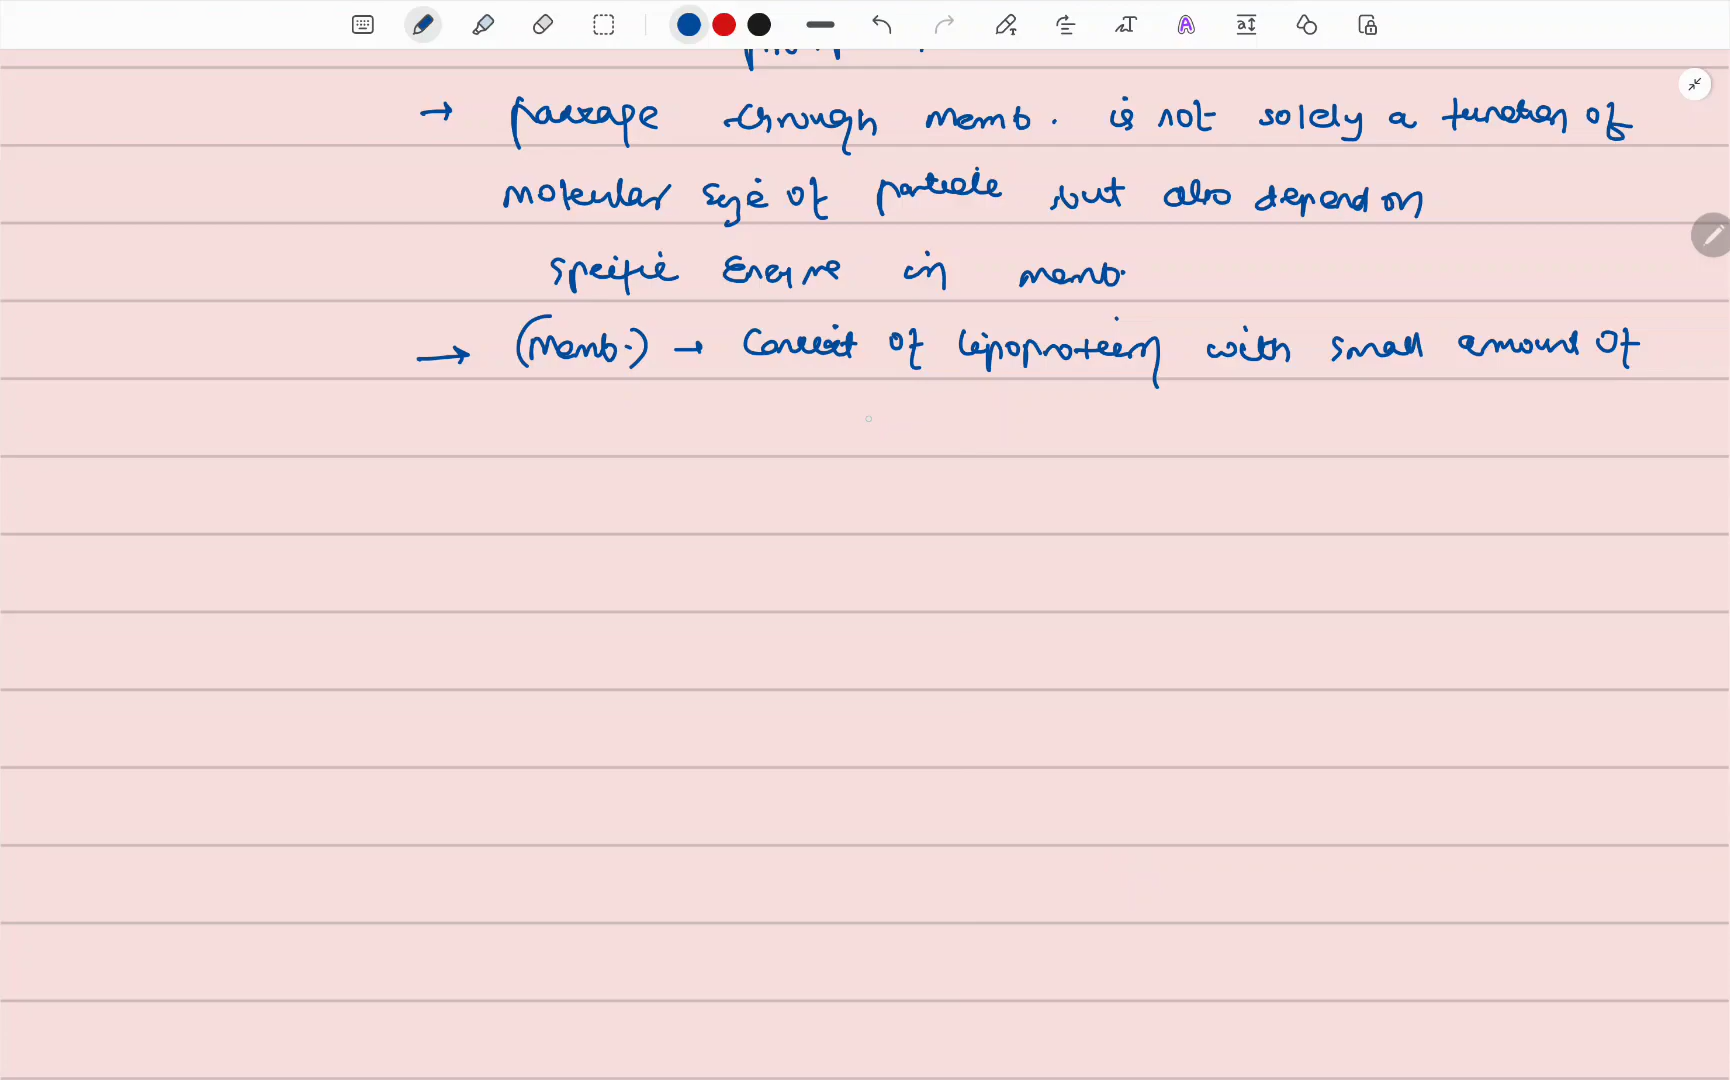 → passage through memb. is not solely a function of
molecular size of particle but also depend on
specific Enzyme in memb.
→ (Memb.) → Consist of lipoprotein with small amount of